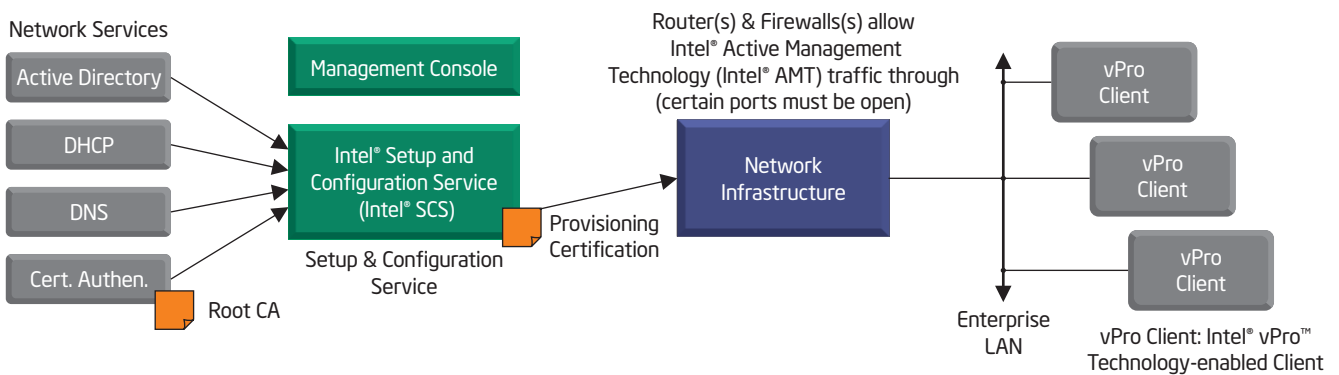 Network Services
Active Directory
DHCP
DNS
Cert. Authen.
Root CA
Management Console
Intel® Setup and
Configuration Service
(Intel® SCS)
Setup & Configuration
Service
Provisioning
Certification
Router(s) & Firewalls(s) allow
Intel® Active Management
Technology (Intel® AMT) traffic through
(certain ports must be open)
Network
Infrastructure
Enterprise
LAN
vPro
Client
vPro
Client
vPro
Client
vPro Client: Intel® vPro™
Technology-enabled Client